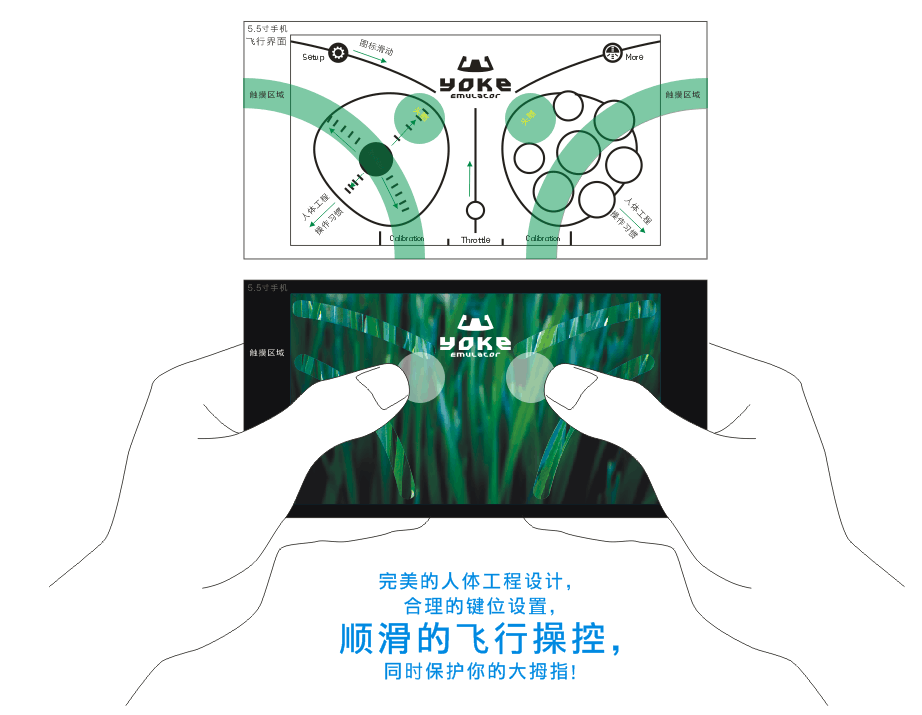 5.5寸手机
飞行界面
Setup
图标滑动
More
YOKE
emulator
触摸区域
触摸区域
人体工程
操作习惯
人体工程
操作习惯
Calibration
Throttle
Calibration
5.5寸手机
YOKE
emulator
触摸区域
完美的人体工程设计，
合理的键位设置，
顺滑的飞行操控，
同时保护你的大拇指！